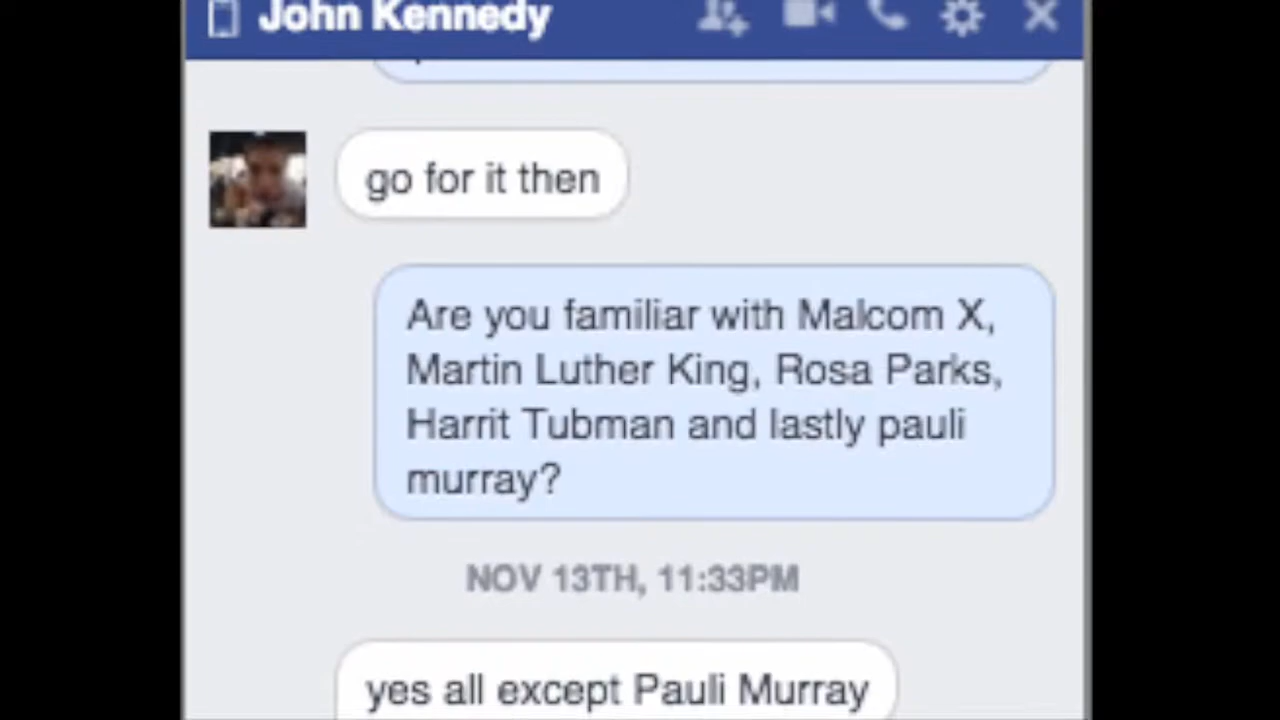 John Kennedy
go for it then
Are you familiar with Malcom X,
Martin Luther King, Rosa Parks,
Harrit Tubman and lastly pauli
murray?
NOV 13TH, 11:33PM
yes all except Pauli Murray